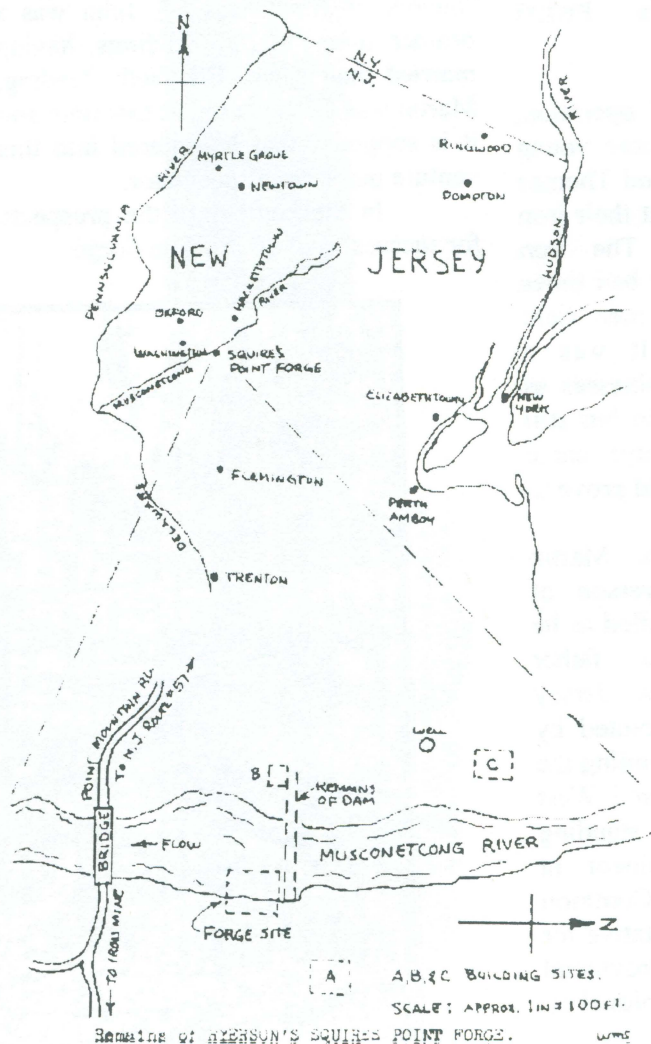 N
N.Y.
N.J.
RIVER
HUDSON
RINGWOOD
POMPTON
MYRTLE GROVE
NEWTOWN
PENNSYLVANIA
RIVER
NEW JERSEY
HACKETTSTOWN
OXFORD
WASHINGTON
MUSCONETCONG
RIVER
SQUIRE'S
POINT FORGE
ELIZABETHTOWN
NEW
YORK
FLEMINGTON
PERTH
AMBOY
DELAWARE
TRENTON
POINT MOUNTAIN RD.
TO N.J. ROUTE #57
WELL
B
C
REMAINS
OF DAM
BRIDGE
FLOW
MUSCONETCONG RIVER
FORGE SITE
TO IRON MINE
N
A
A, B, & C BUILDING SITES.
SCALE: APPROX. 1 IN = 100 FT.
Remains of RYERSON'S SQUIRES POINT FORGE.
wms